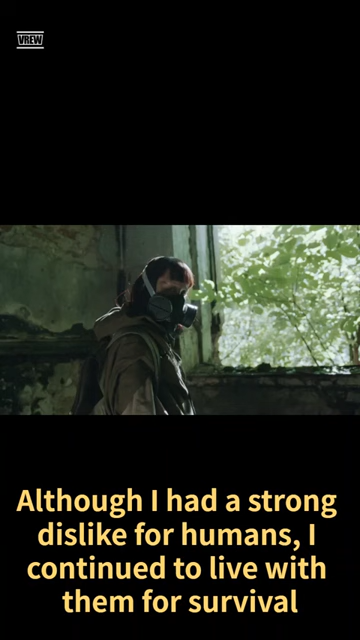 VREW
Although I had a strong
dislike for humans, I
continued to live with
them for survival